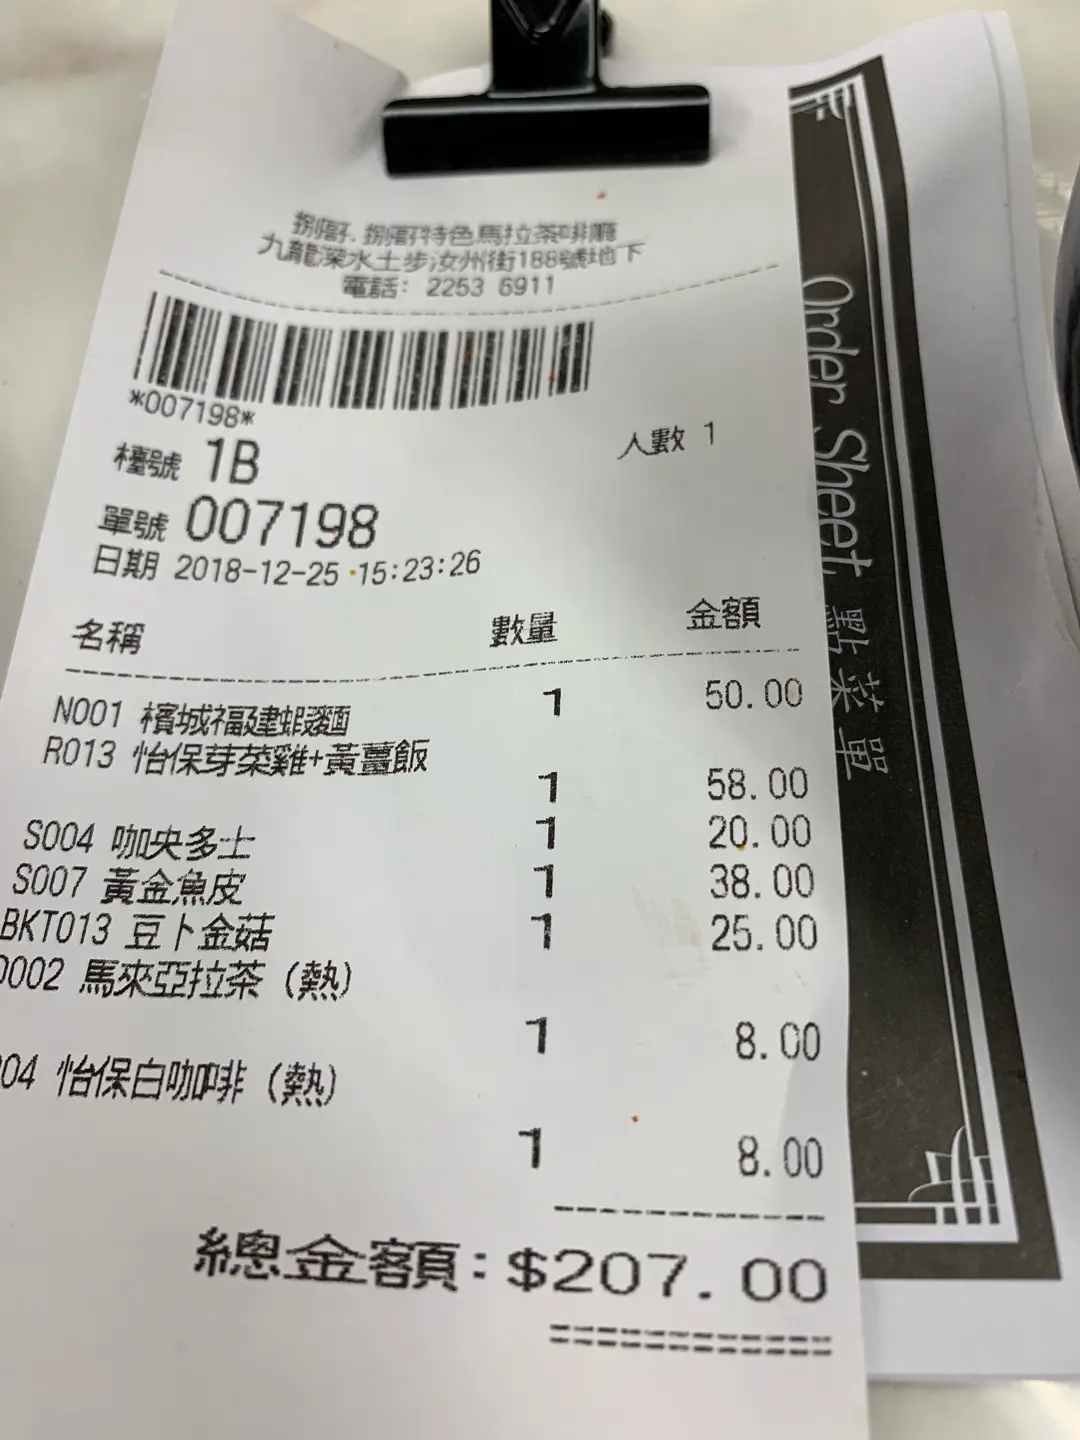 捌嚿、捌嚿特色馬拉茶啡廳
九龍深水土步汝州街188號地下
電話: 2253 6911
*007198*
檯號 1B
人數 1
單號 007198
日期 2018-12-25 15:23:26
名稱 數量 金額
N001 檳城福建蝦麵 1 50.00
R013 怡保芽菜雞+黃薑飯
1 58.00
S004 咖央多士 1 20.00
S007 黃金魚皮 1 38.00
BKT013 豆卜金菇 1 25.00
D002 馬來亞拉茶 (熱)
1 8.00
04 怡保白咖啡 (熱)
1 8.00
總金額: $207.00
Order Sheet 點菜單